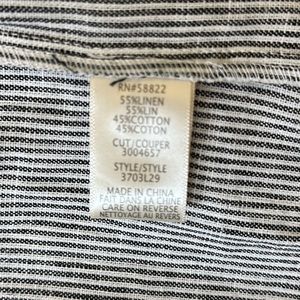 RN#58822
55%LINEN
55%LIN
45%COTTON
45%COTON
CUT/COUPER
3004657
STYLE/STYLE
3703L29
MADE IN CHINA
FAIT DANS LA CHINE
CARE ON REVERSE
NETTOYAGE AU REVERS